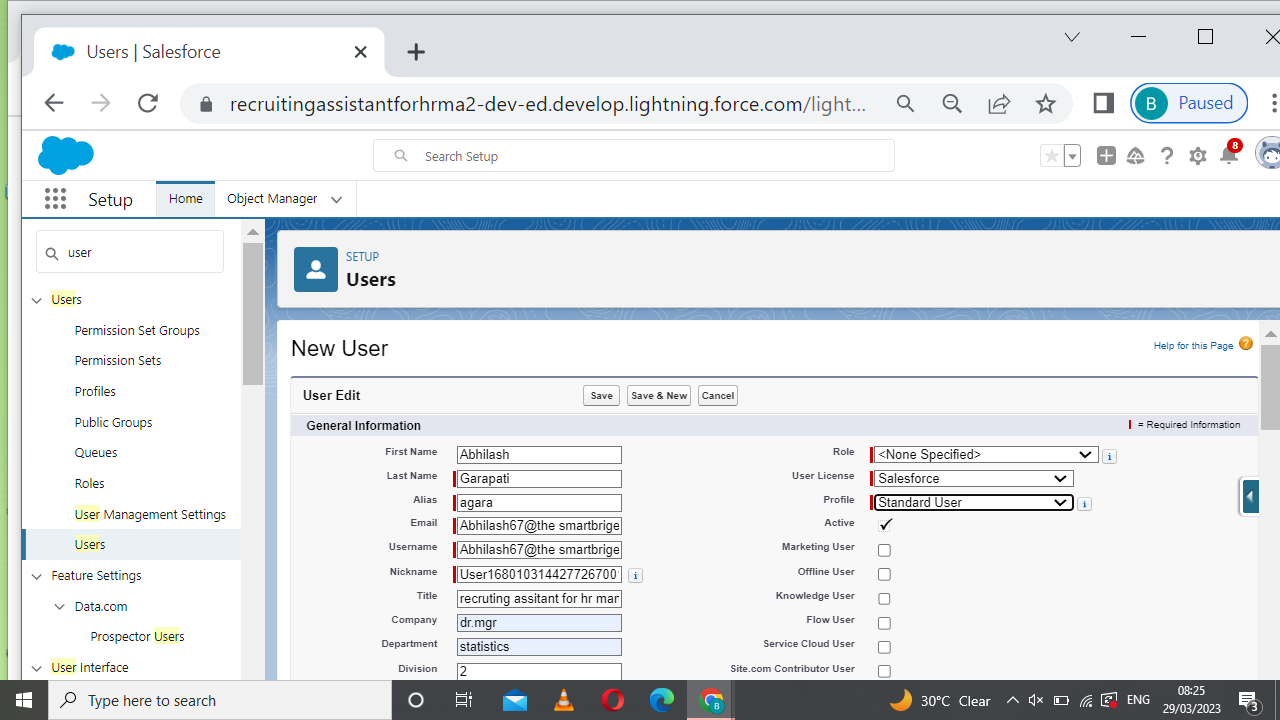 Users | Salesforce
recruitingassistantforhrma2-dev-ed.develop.lightning.force.com/light...
B Paused
Search Setup
8
Setup
Home
Object Manager
user
Users
Permission Set Groups
Permission Sets
Profiles
Public Groups
Queues
Roles
User Management Settings
Users
Feature Settings
Data.com
Prospector Users
User Interface
SETUP
Users
New User
Help for this Page ?
User Edit
Save
Save & New
Cancel
General Information
= Required Information
First Name Abhilash
Last Name Garapati
Alias agara
Email Abhilash67@the smartbrige
Username Abhilash67@the smartbrige
Nickname i
Title recruting assitant for hr mar
Company dr.mgr
Department statistics
Division 2
Role <None Specified> i
User License Salesforce
Profile Standard User i
Active
Marketing User
Offline User
Knowledge User
Flow User
Service Cloud User
Site.com Contributor User
Type here to search
B
30°C Clear
ENG
08:25
29/03/2023
3